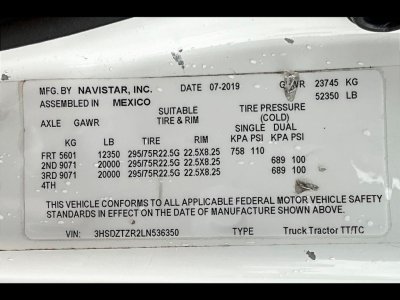 MFG. BY NAVISTAR, INC. DATE 07-2019 GVWR 23745 KG
ASSEMBLED IN MEXICO 52350 LB
SUITABLE TIRE PRESSURE
AXLE GAWR TIRE & RIM (COLD)
SINGLE DUAL
KG LB TIRE RIM KPA PSI KPA PSI
FRT 5601 12350 295/75R22.5G 22.5X8.25 758 110
2ND 9071 20000 295/75R22.5G 22.5X8.25 689 100
3RD 9071 20000 295/75R22.5G 22.5X8.25 689 100
4TH
THIS VEHICLE CONFORMS TO ALL APPLICABLE FEDERAL MOTOR VEHICLE SAFETY
STANDARDS IN EFFECT ON THE DATE OF MANUFACTURE SHOWN ABOVE.
VIN: 3HSDZTZR2LN536350 TYPE Truck Tractor TT/TC